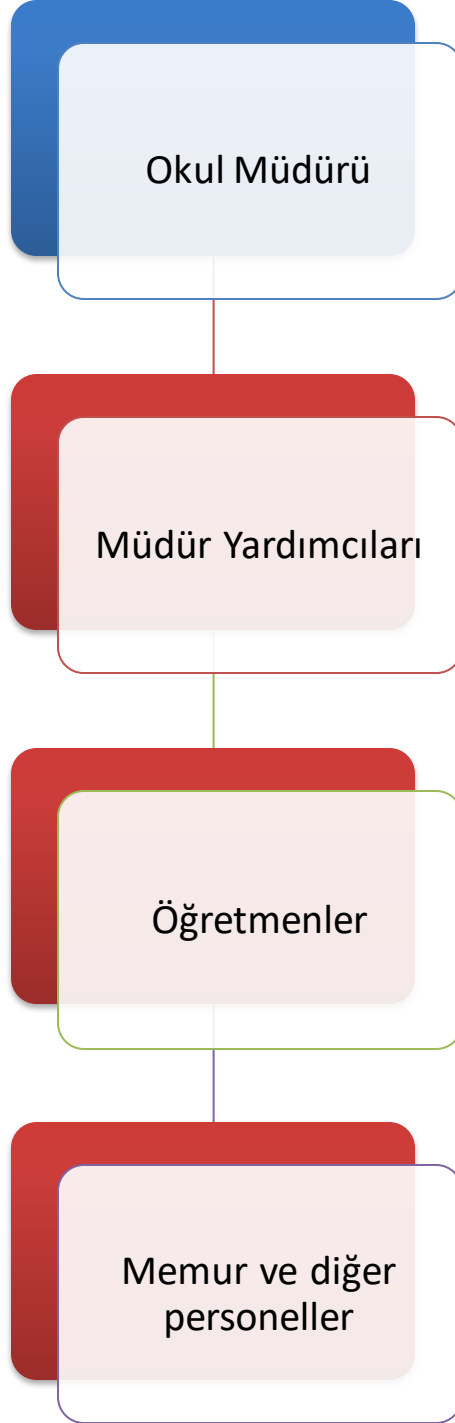 Okul Müdürü
Müdür Yardımcıları
Öğretmenler
Memur ve diğer
personeller